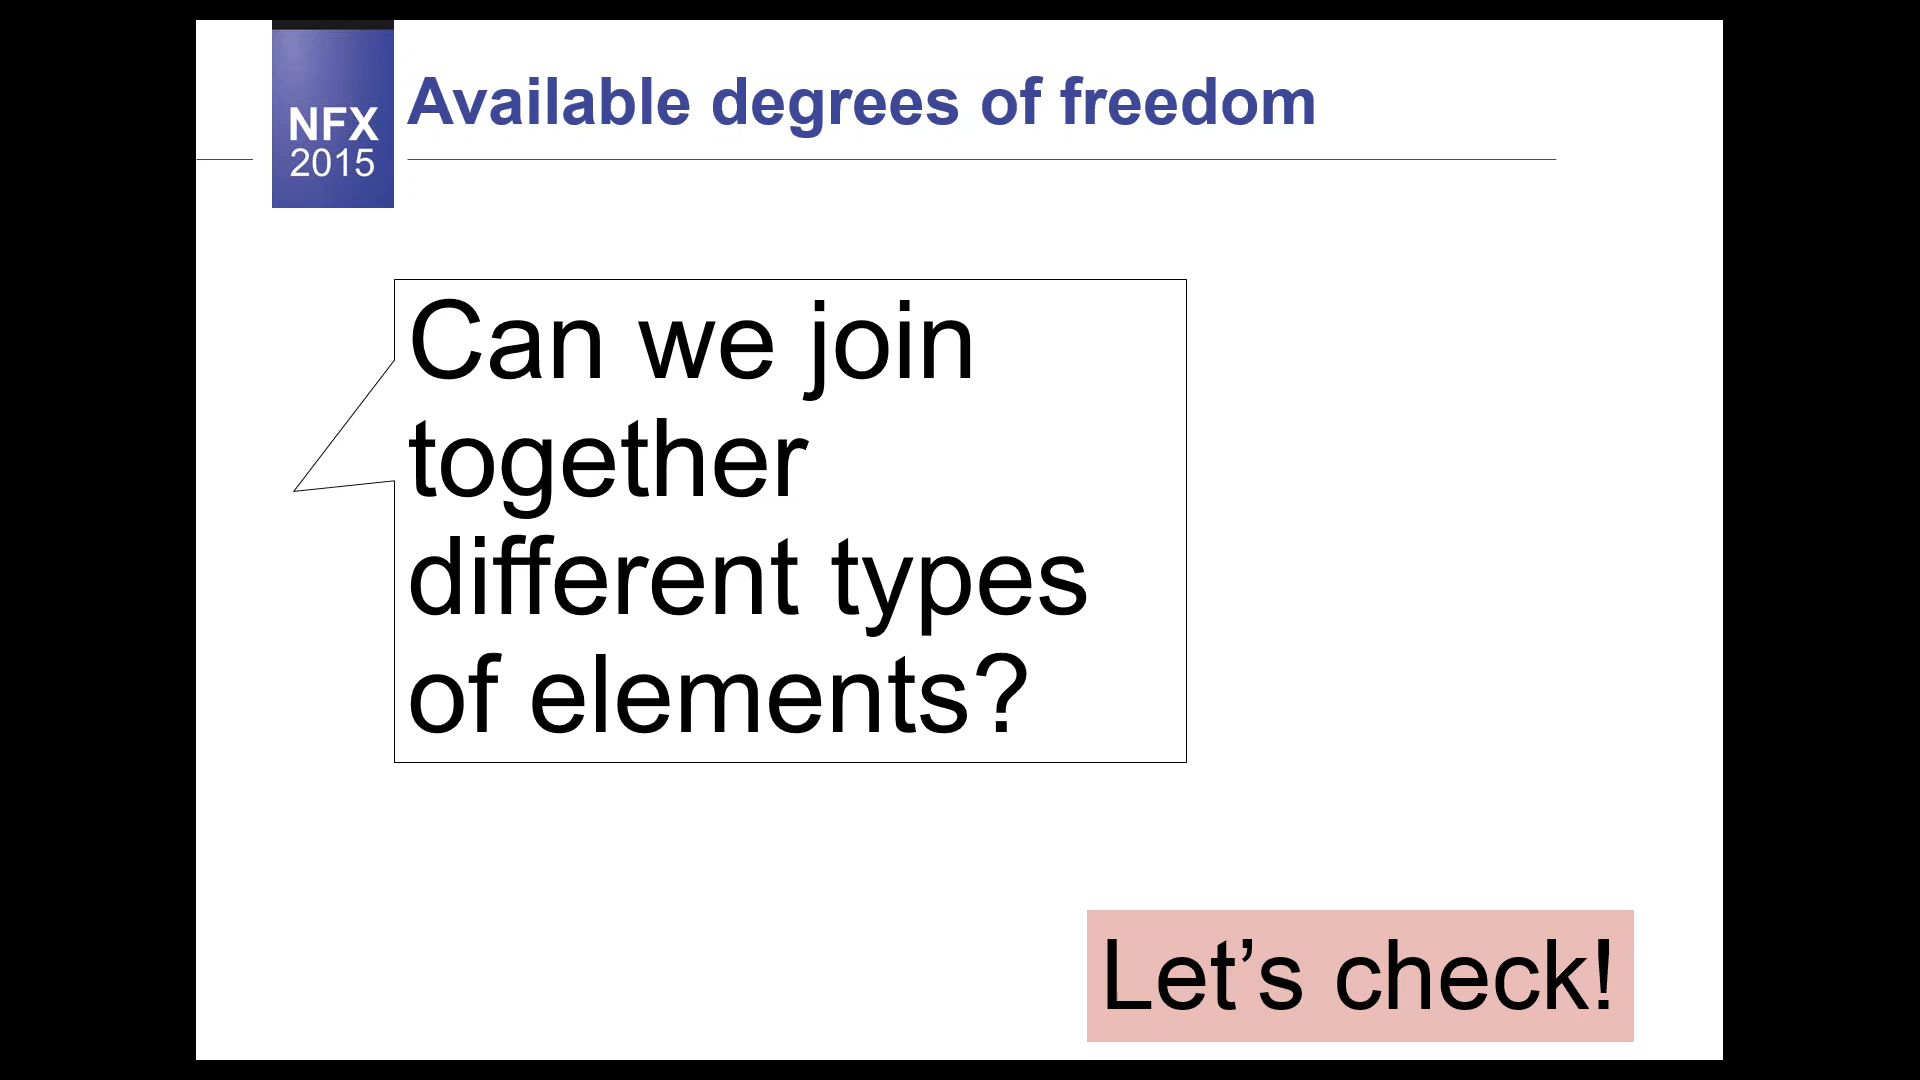 NFX
2015
Available degrees of freedom
Can we join
together
different types
of elements?
Let’s check!